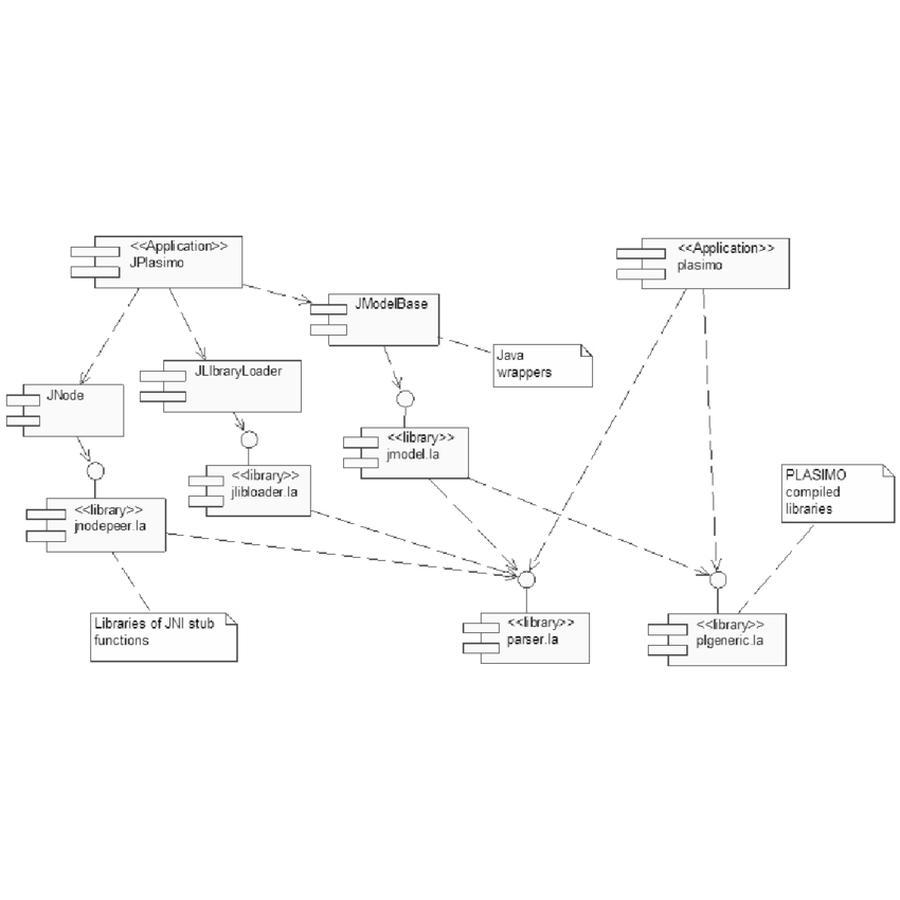 <<Application>>
JPlasimo
<<Application>>
plasimo
JModelBase
Java
wrappers
JLIbraryLoader
JNode
<<library>>
jmodel.la
<<library>>
jlibloader.la
PLASIMO
compiled
libraries
<<library>>
jnodepeer.la
Libraries of JNI stub
functions
<<library>>
parser.la
<<library>>
plgeneric.la